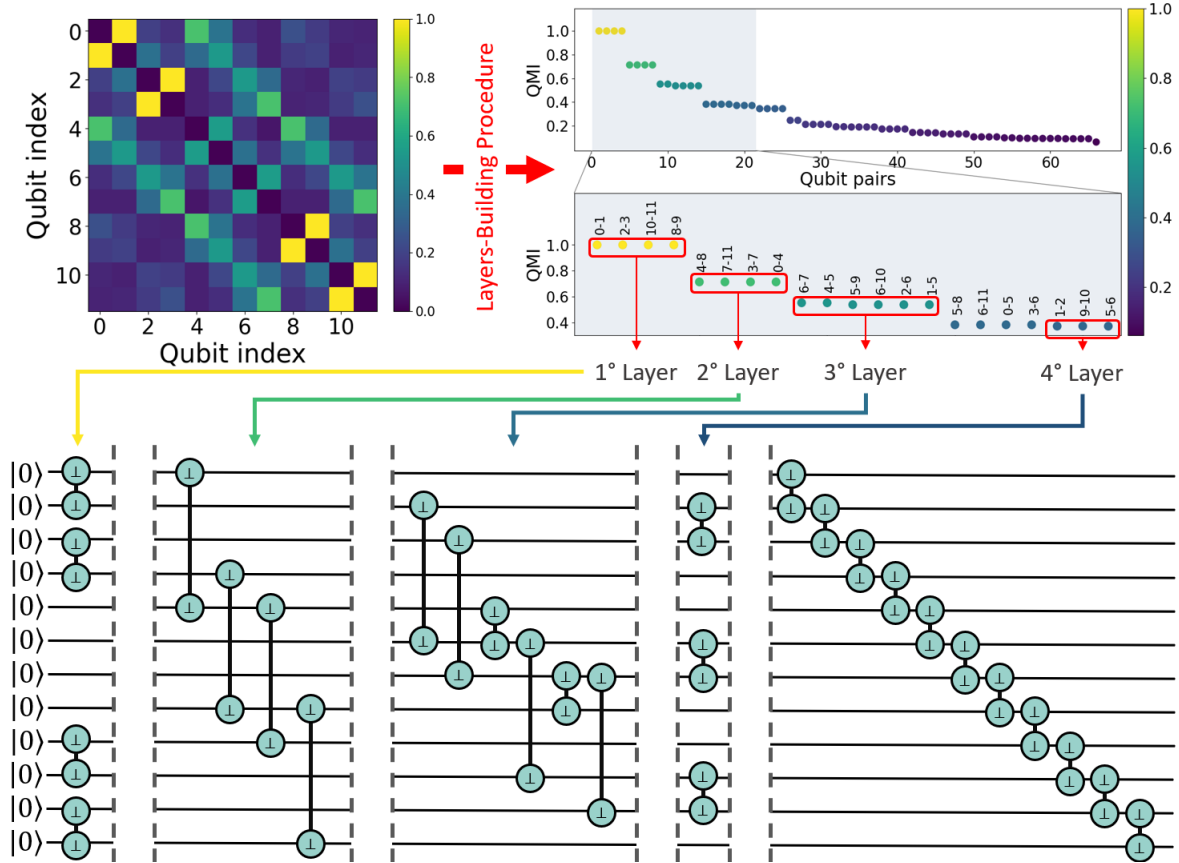 0
2
4
6
8
10
Qubit index
0 2 4 6 8 10
Qubit index
1.0
0.8
0.6
0.4
0.2
0.0
Layers-Building Procedure
QMI
1.0
0.8
0.6
0.4
0.2
0 10 20 30 40 50 60
Qubit pairs
QMI
1.0
0.8
0.6
0.4
0-1
2-3
10-11
8-9
4-8
7-11
3-7
0-4
6-7
4-5
5-9
6-10
2-6
1-5
5-8
6-11
0-5
3-6
1-2
9-10
5-6
1.0
0.8
0.6
0.4
0.2
1° Layer 2° Layer 3° Layer 4° Layer
|0⟩ ⊥ ⊥ ⊥
|0⟩ ⊥ ⊥ ⊥ ⊥ ⊥
|0⟩ ⊥ ⊥ ⊥ ⊥ ⊥
|0⟩ ⊥ ⊥ ⊥ ⊥
|0⟩ ⊥ ⊥ ⊥ ⊥ ⊥
|0⟩ ⊥ ⊥ ⊥ ⊥ ⊥ ⊥
|0⟩ ⊥ ⊥ ⊥ ⊥ ⊥ ⊥
|0⟩ ⊥ ⊥ ⊥ ⊥ ⊥
|0⟩ ⊥ ⊥ ⊥ ⊥
|0⟩ ⊥ ⊥ ⊥ ⊥ ⊥
|0⟩ ⊥ ⊥ ⊥ ⊥ ⊥
|0⟩ ⊥ ⊥ ⊥